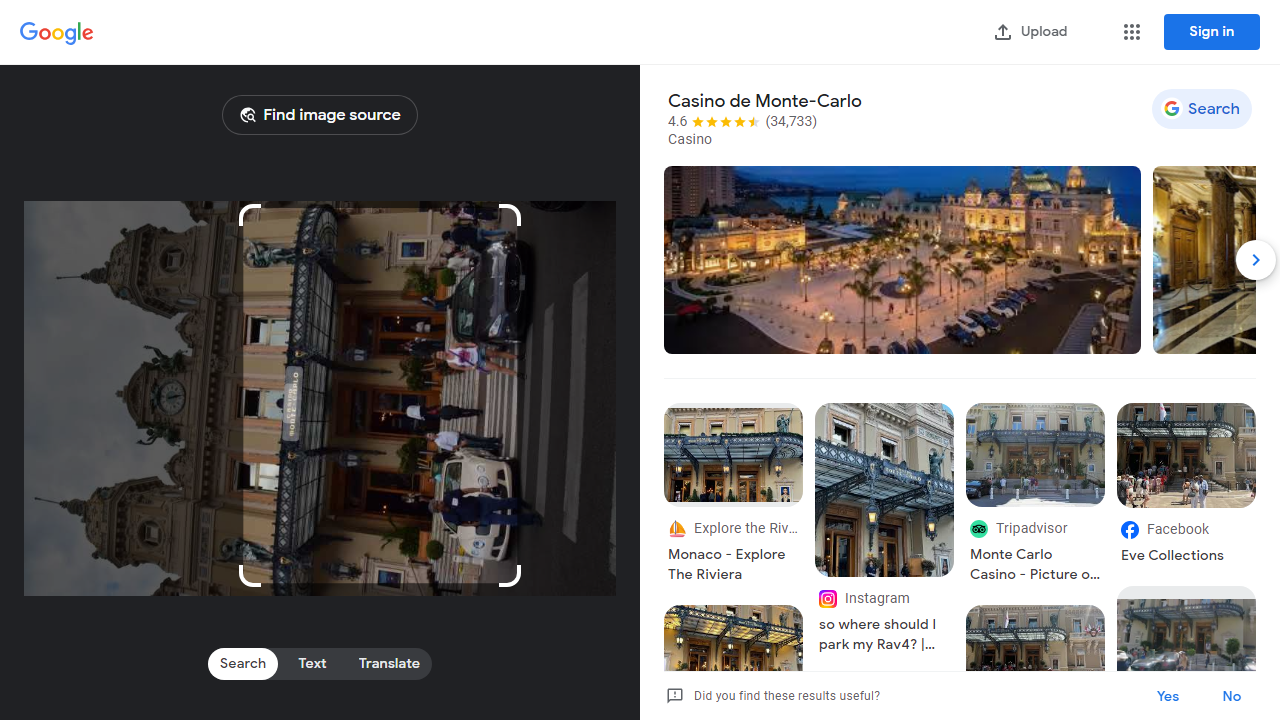 Google
Upload
Sign in
Find image source
Casino de Monte-Carlo
4.6 (34,733)
Casino
Search
Explore the Riv...
Monaco - Explore
The Riviera
Instagram
so where should I
park my Rav4? |...
Tripadvisor
Monte Carlo
Casino - Picture o...
Facebook
Eve Collections
Search
Text
Translate
Did you find these results useful?
Yes
No